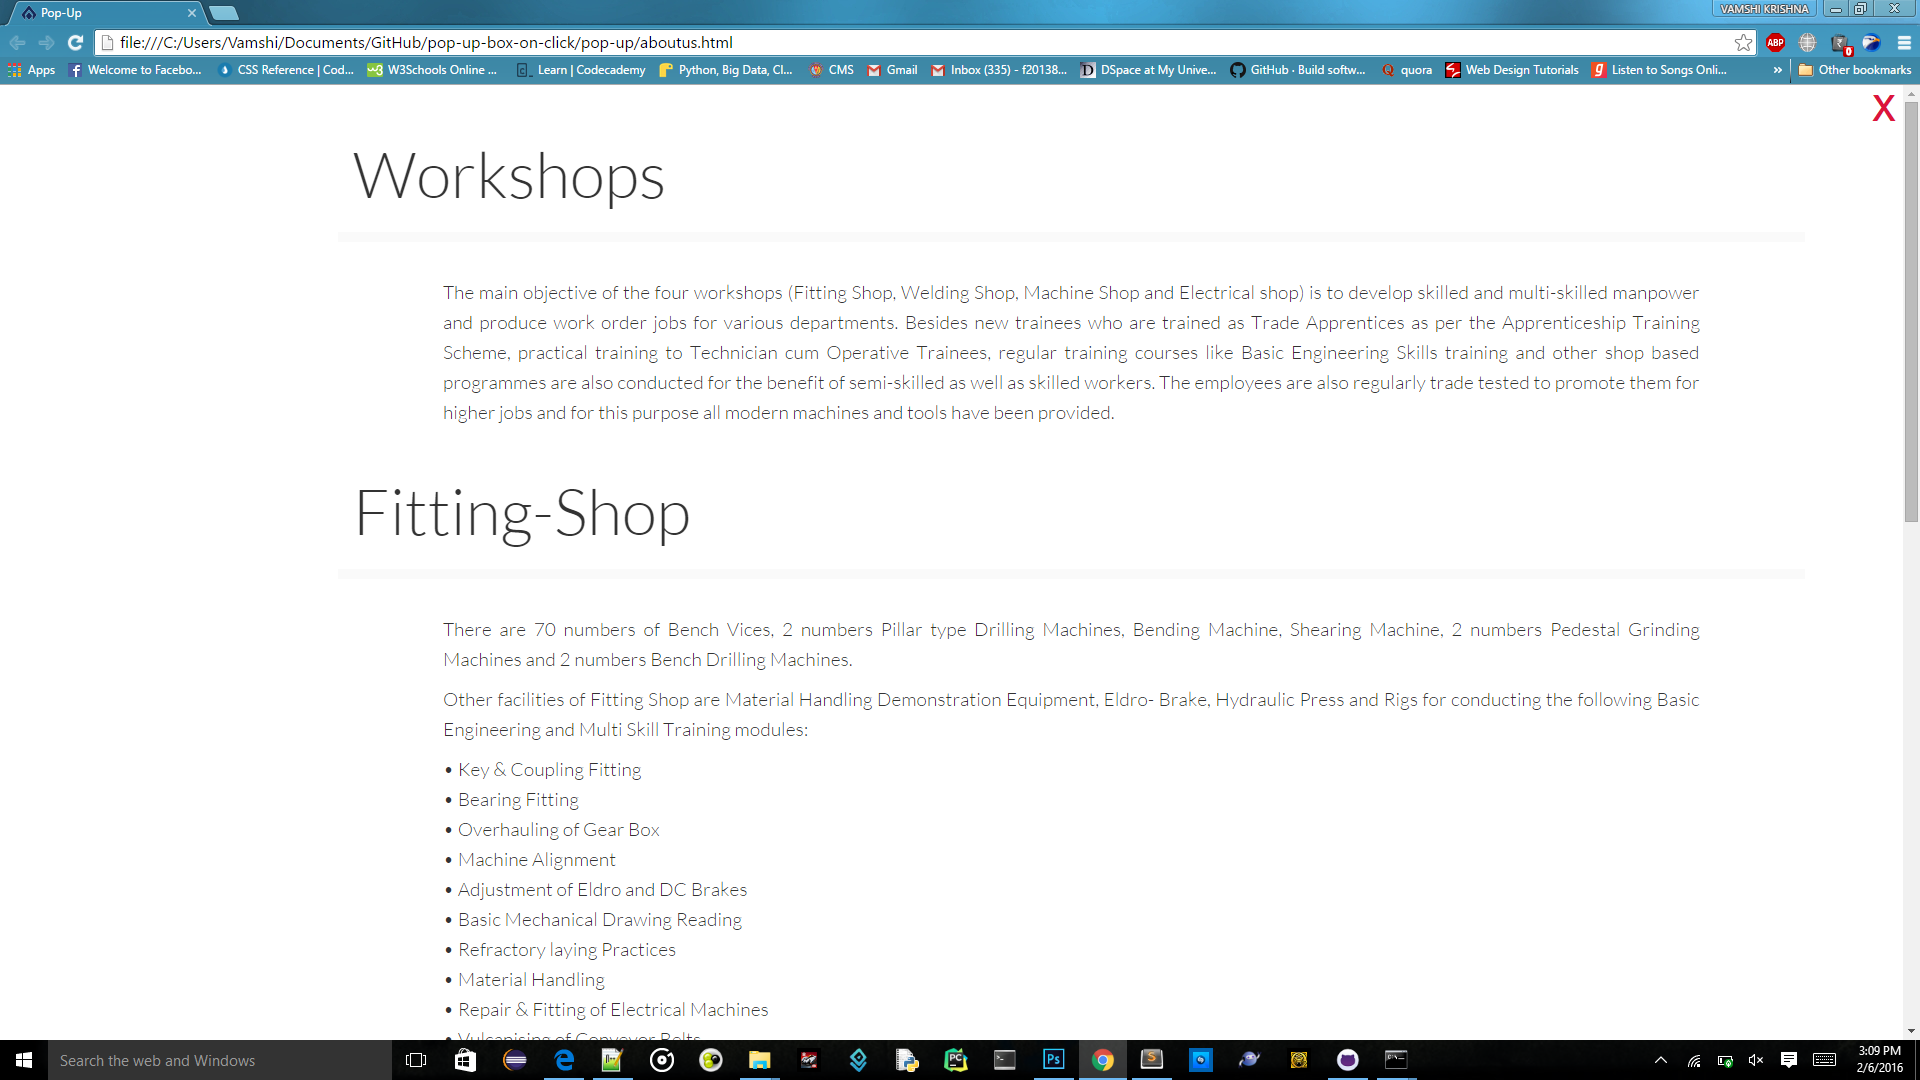 Pop-Up
VAMSHI KRISHNA
file:///C:/Users/Vamshi/Documents/GitHub/pop-up-box-on-click/pop-up/aboutus.html
ABP
0
Apps
Welcome to Facebo...
CSS Reference | Cod...
W3Schools Online ...
Learn | Codecademy
Python, Big Data, Cl...
CMS
Gmail
Inbox (335) - f20138...
DSpace at My Unive...
GitHub · Build softw...
quora
Web Design Tutorials
Listen to Songs Onli...
»
Other bookmarks
X
Workshops
The main objective of the four workshops (Fitting Shop, Welding Shop, Machine Shop and Electrical shop) is to develop skilled and multi-skilled manpower
and produce work order jobs for various departments. Besides new trainees who are trained as Trade Apprentices as per the Apprenticeship Training
Scheme, practical training to Technician cum Operative Trainees, regular training courses like Basic Engineering Skills training and other shop based
programmes are also conducted for the benefit of semi-skilled as well as skilled workers. The employees are also regularly trade tested to promote them for
higher jobs and for this purpose all modern machines and tools have been provided.
Fitting-Shop
There are 70 numbers of Bench Vices, 2 numbers Pillar type Drilling Machines, Bending Machine, Shearing Machine, 2 numbers Pedestal Grinding
Machines and 2 numbers Bench Drilling Machines.
Other facilities of Fitting Shop are Material Handling Demonstration Equipment, Eldro- Brake, Hydraulic Press and Rigs for conducting the following Basic
Engineering and Multi Skill Training modules:
• Key & Coupling Fitting
• Bearing Fitting
• Overhauling of Gear Box
• Machine Alignment
• Adjustment of Eldro and DC Brakes
• Basic Mechanical Drawing Reading
• Refractory laying Practices
• Material Handling
• Repair & Fitting of Electrical Machines
• Vulcanising of Conveyor Belts
Search the web and Windows
3:09 PM
2/6/2016